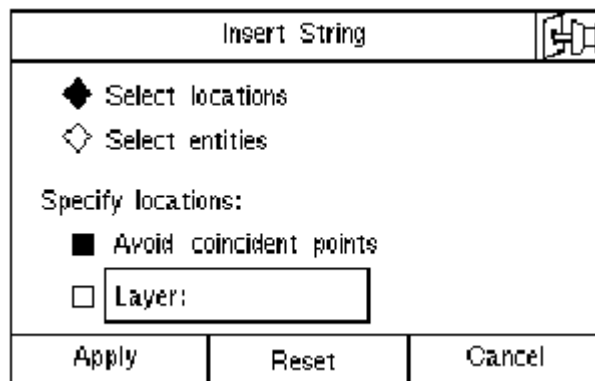 Insert String
Select locations
Select entities
Specify locations:
Avoid coincident points
Layer:
Apply Reset Cancel